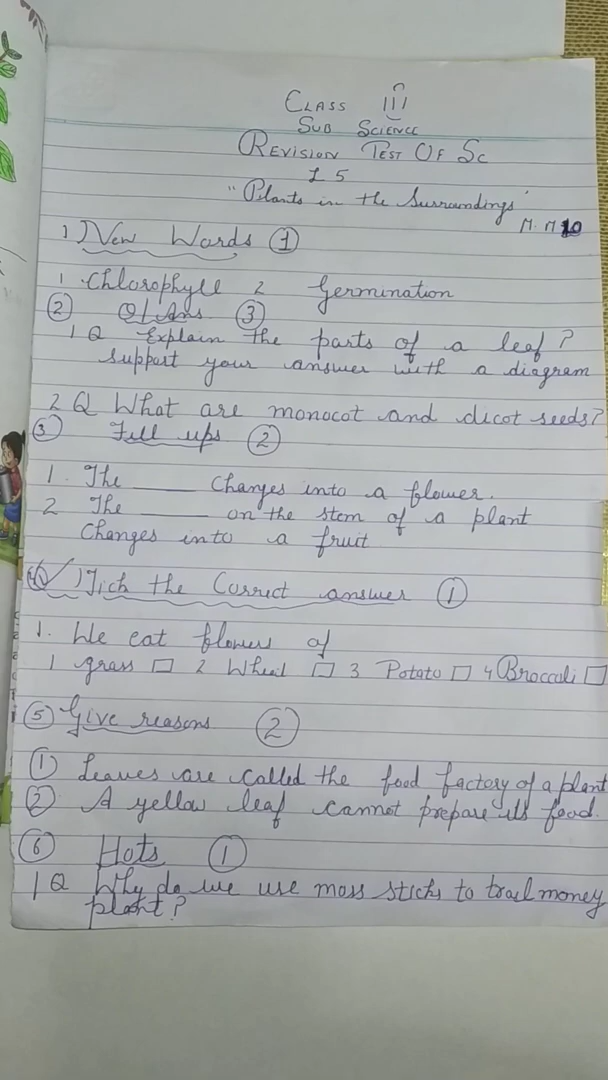 Class III
Sub Science
Revision Test Of Sc
L 5
"Plants in the Surroundings"
M. M 10
1) New Words ①
1 Chlorophyll 2 Germination
② Q/Ans ③
1 Q Explain the parts of a leaf?
support your answer with a diagram
2 Q What are monocot and dicot seeds?
③ Fill ups ②
1. The ____ changes into a flower.
2 The ____ on the stem of a plant
changes into a fruit
④ ✓) Tick the Correct answer ①
1. We eat flowers of
1 grass □ 2 Wheat □ 3 Potato □ 4 Broccoli □
⑤ Give reasons ②
① Leaves are called the food factory of a plant
② A yellow leaf cannot prepare its food.
⑥ Hots ①
1 Q Why do we use moss sticks to trail money
plant?